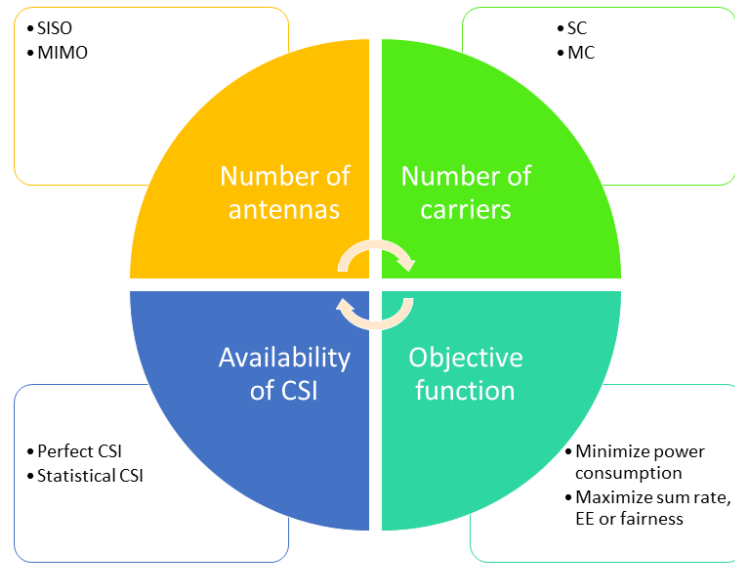 • SISO
• MIMO
• SC
• MC
Number of
antennas
Number of
carriers
Availability
of CSI
Objective
function
• Perfect CSI
• Statistical CSI
• Minimize power
consumption
• Maximize sum rate,
EE or fairness